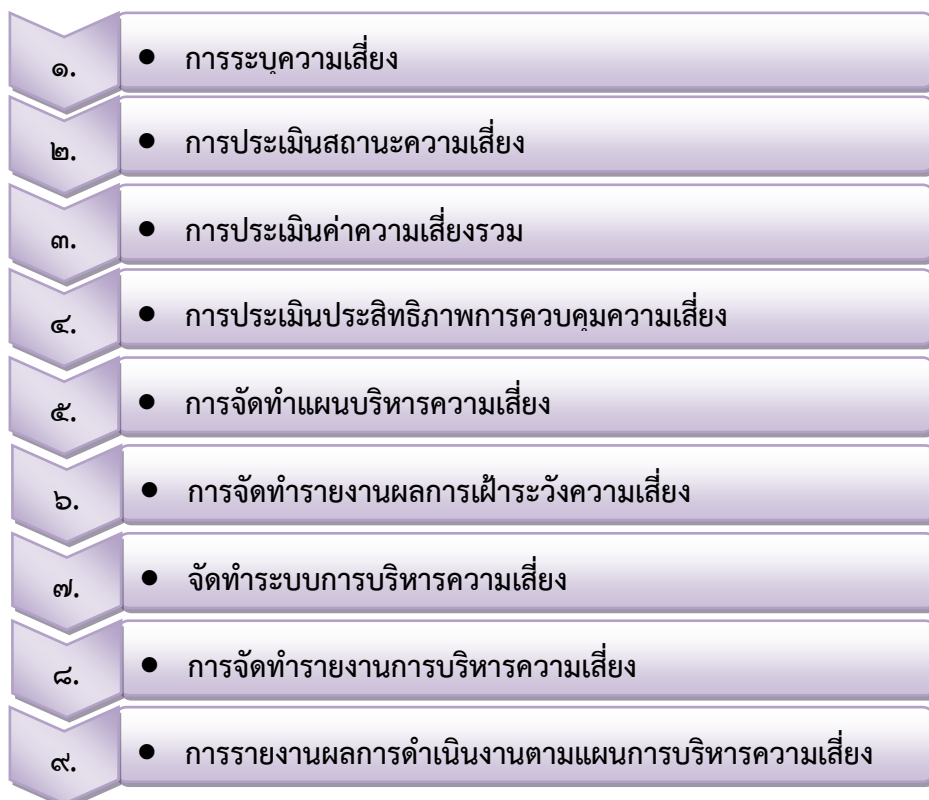 ๑. • การระบุความเสี่ยง
๒. • การประเมินสถานะความเสี่ยง
๓. • การประเมินค่าความเสี่ยงรวม
๔. • การประเมินประสิทธิภาพการควบคุมความเสี่ยง
๕. • การจัดทำแผนบริหารความเสี่ยง
๖. • การจัดทำรายงานผลการเฝ้าระวังความเสี่ยง
๗. • จัดทำระบบการบริหารความเสี่ยง
๘. • การจัดทำรายงานการบริหารความเสี่ยง
๙. • การรายงานผลการดำเนินงานตามแผนการบริหารความเสี่ยง